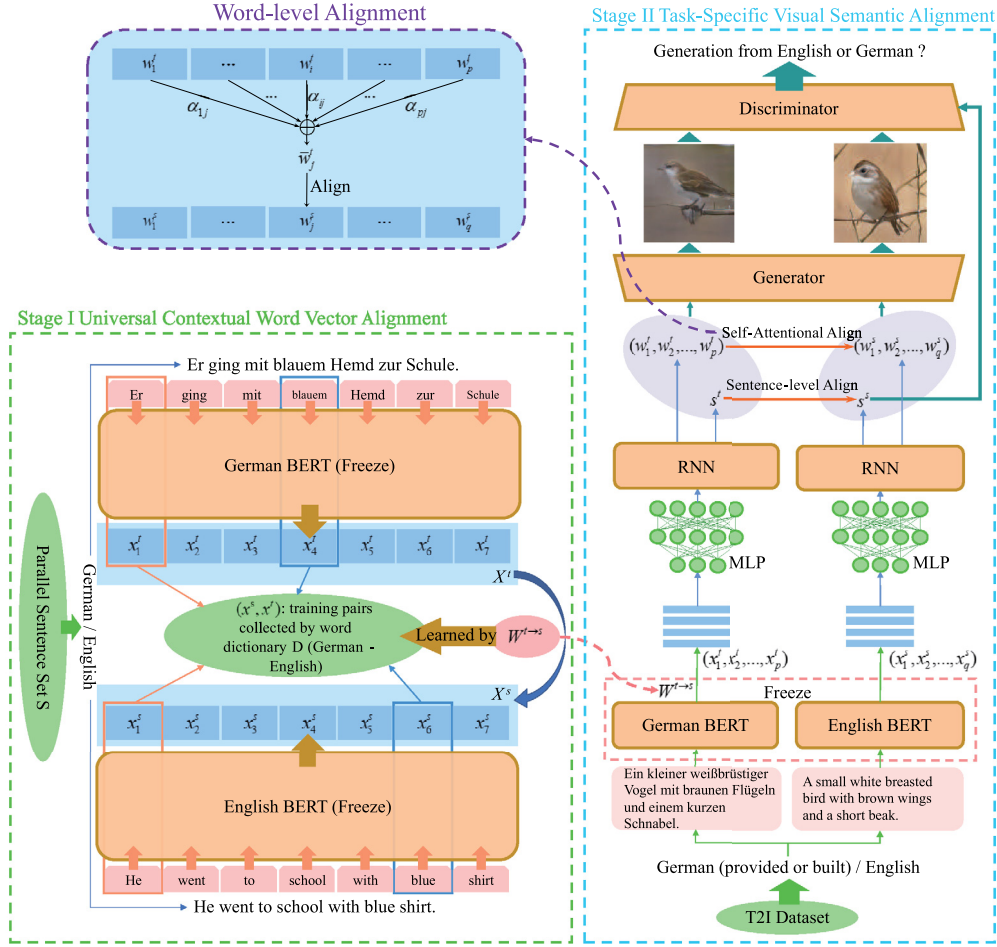 Word-level Alignment
w₁ᵗ ... wᵢᵗ ... wₚᵗ
α₁ⱼ ... αᵢⱼ ... αₚⱼ
w̄ⱼᵗ
Align
w₁ˢ ... wⱼˢ ... w_qˢ
Stage I Universal Contextual Word Vector Alignment
Er ging mit blauem Hemd zur Schule.
Er ging mit blauem Hemd zur Schule
German BERT (Freeze)
x₁ᵗ x₂ᵗ x₃ᵗ x₄ᵗ x₅ᵗ x₆ᵗ x₇ᵗ
Xᵗ
Parallel Sentence Set S
German / English
(xˢ, xᵗ): training pairs
collected by word
dictionary D (German -
English)
Learned by
Wᵗ→ˢ
Xˢ
x₁ˢ x₂ˢ x₃ˢ x₄ˢ x₅ˢ x₆ˢ x₇ˢ
English BERT (Freeze)
He went to school with blue shirt
He went to school with blue shirt.
Stage II Task-Specific Visual Semantic Alignment
Generation from English or German ?
Discriminator
Generator
Self-Attentional Align
(w₁ᵗ, w₂ᵗ, ..., wₚᵗ) (w₁ˢ, w₂ˢ, ..., w_qˢ)
Sentence-level Align
sᵗ sˢ
RNN RNN
MLP MLP
(x₁ᵗ, x₂ᵗ, ..., xₚᵗ) (x₁ˢ, x₂ˢ, ..., x_qˢ)
Wᵗ→ˢ Freeze
German BERT English BERT
Ein kleiner weißbrüstiger
Vogel mit braunen Flügeln
und einem kurzen
Schnabel.
A small white breasted
bird with brown wings
and a short beak.
German (provided or built) / English
T2I Dataset